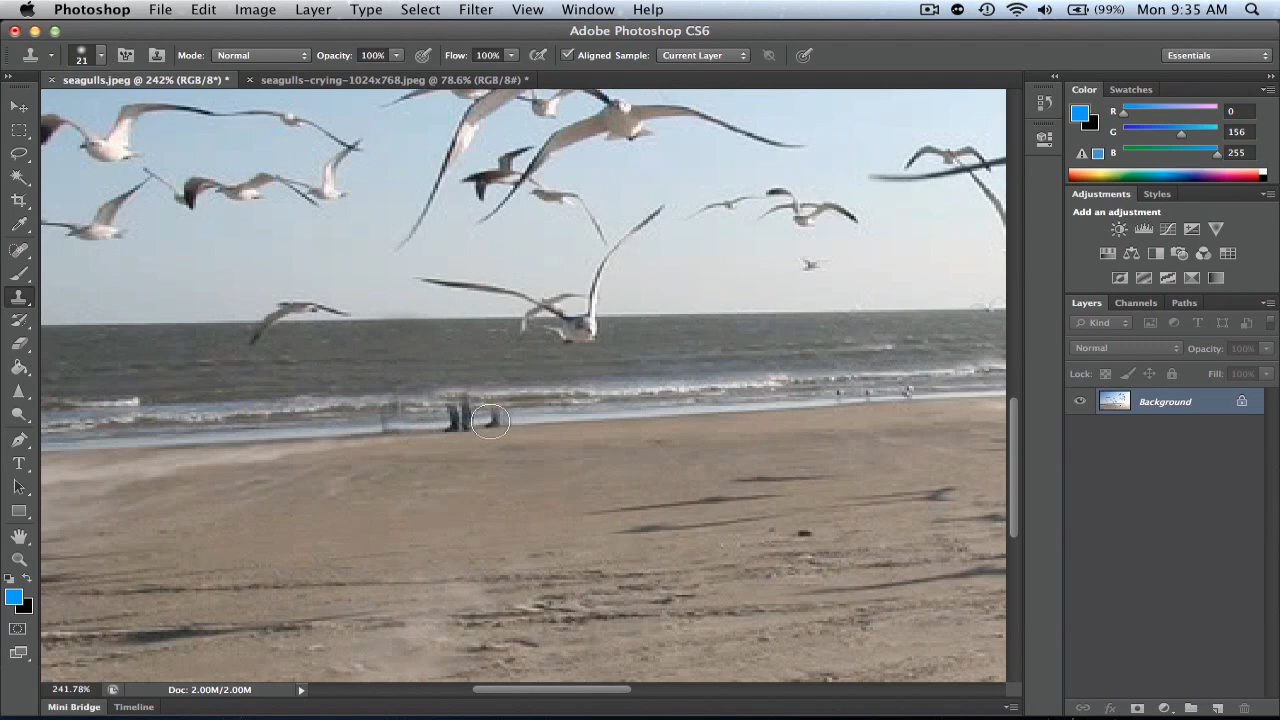 Photoshop File Edit Image Layer Type Select Filter View Window Help (99%) Mon 9:35 AM
Adobe Photoshop CS6
21 Mode: Normal Opacity: 100% Flow: 100% Aligned Sample: Current Layer Essentials
seagulls.jpeg @ 242% (RGB/8*) * seagulls-crying-1024x768.jpeg @ 78.6% (RGB/8#) *
Color Swatches
R 0
G 156
B 255
Adjustments Styles
Add an adjustment
Layers Channels Paths
Kind
Normal Opacity: 100%
Lock: Fill: 100%
Background
241.78% Doc: 2.00M/2.00M
Mini Bridge Timeline